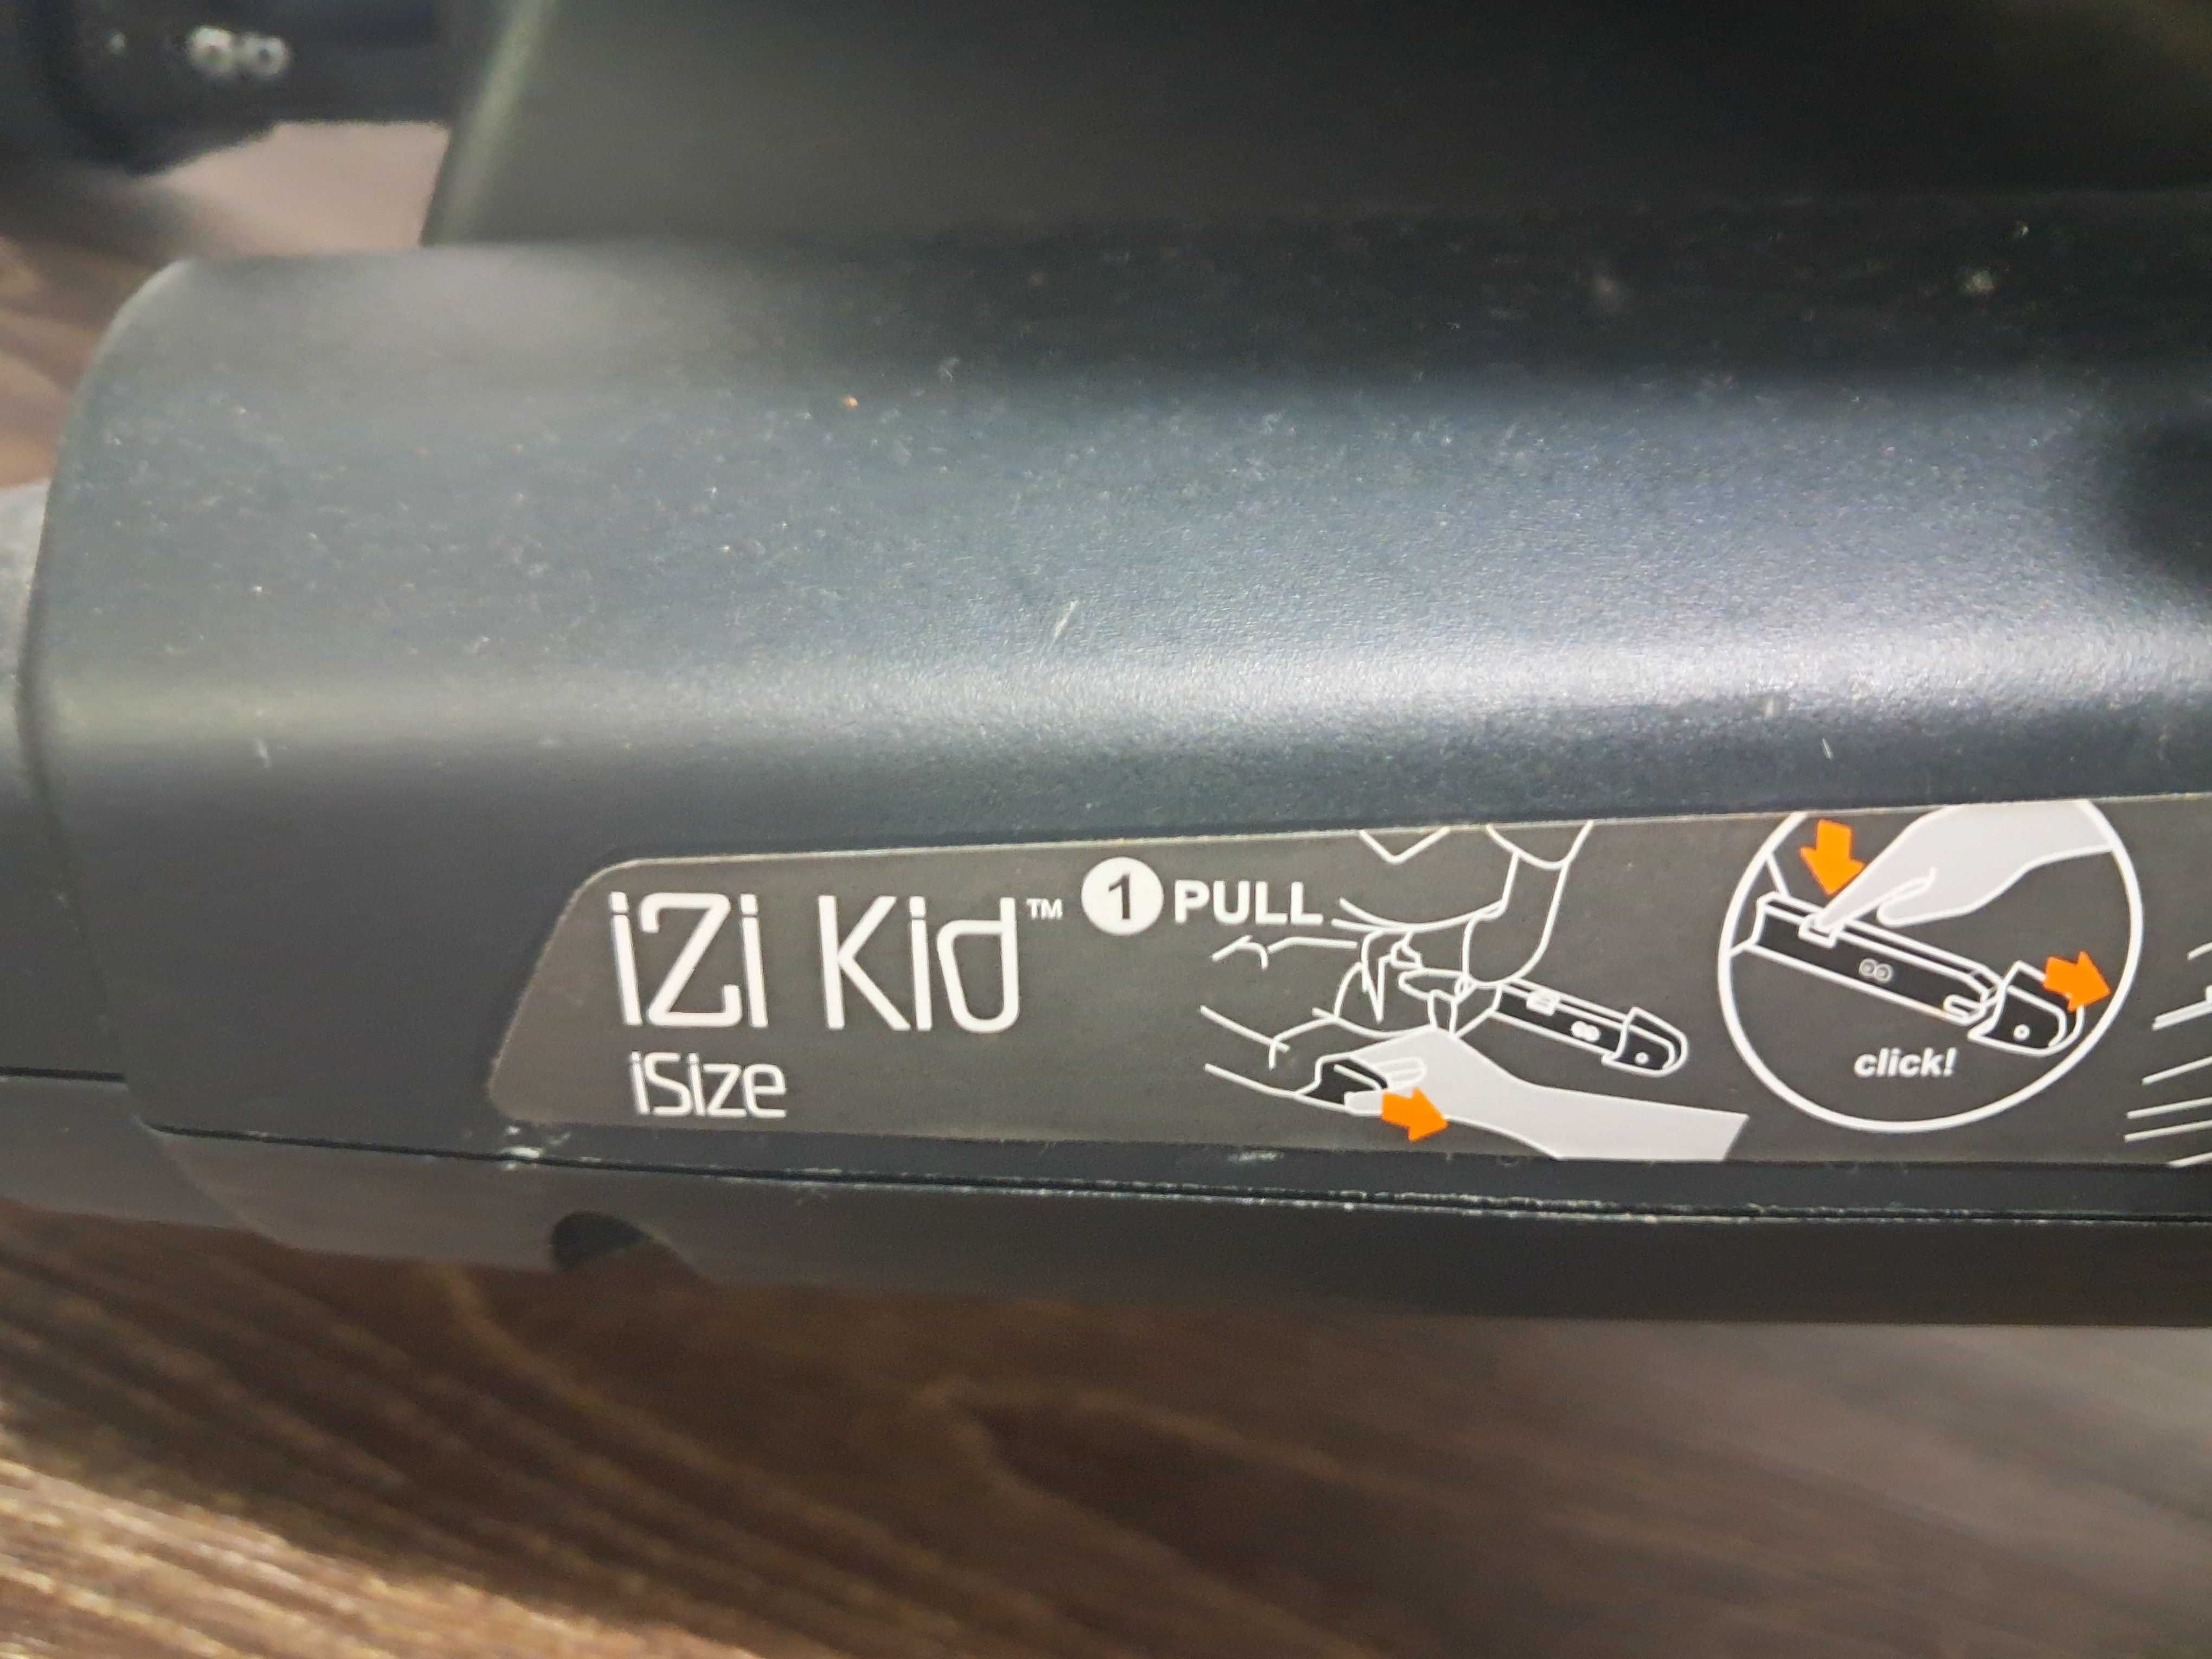 iZi Kid™
iSize
1 PULL
click!